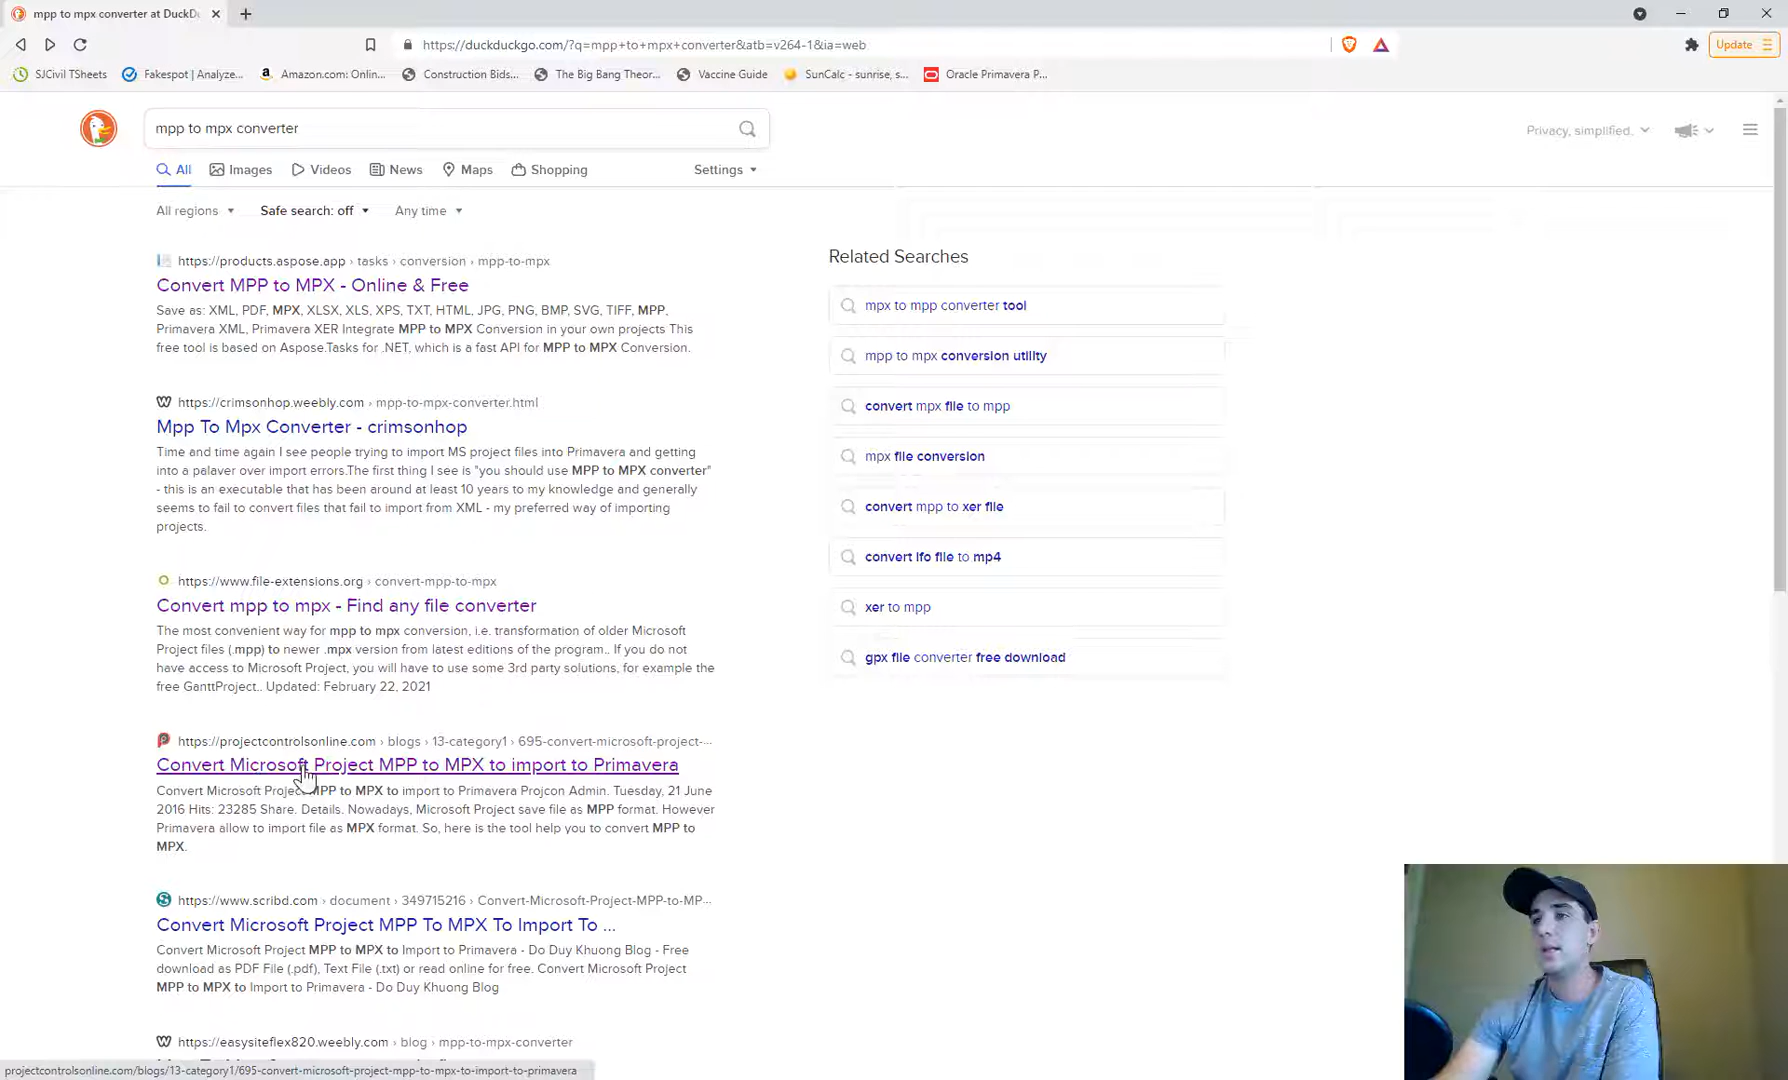 mpp to mpx converter at DuckDu
https://duckduckgo.com/?q=mpp+to+mpx+converter&atb=v264-1&ia=web
Update
SJCivil TSheets
Fakespot | Analyze...
Amazon.com: Onlin...
Construction Bids...
The Big Bang Theor...
Vaccine Guide
SunCalc - sunrise, s...
Oracle Primavera P...
mpp to mpx converter
Privacy, simplified.
All
Images
Videos
News
Maps
Shopping
Settings
All regions
Safe search: off
Any time
https://products.aspose.app › tasks › conversion › mpp-to-mpx
Convert MPP to MPX - Online & Free
Save as: XML, PDF, MPX, XLSX, XLS, XPS, TXT, HTML, JPG, PNG, BMP, SVG, TIFF, MPP,
Primavera XML, Primavera XER Integrate MPP to MPX Conversion in your own projects This
free tool is based on Aspose.Tasks for .NET, which is a fast API for MPP to MPX Conversion.
https://crimsonhop.weebly.com › mpp-to-mpx-converter.html
Mpp To Mpx Converter - crimsonhop
Time and time again I see people trying to import MS project files into Primavera and getting
into a palaver over import errors.The first thing I see is "you should use MPP to MPX converter"
- this is an executable that has been around at least 10 years to my knowledge and generally
seems to fail to convert files that fail to import from XML - my preferred way of importing
projects.
https://www.file-extensions.org › convert-mpp-to-mpx
Convert mpp to mpx - Find any file converter
The most convenient way for mpp to mpx conversion, i.e. transformation of older Microsoft
Project files (.mpp) to newer .mpx version from latest editions of the program.. If you do not
have access to Microsoft Project, you will have to use some 3rd party solutions, for example the
free GanttProject.. Updated: February 22, 2021
https://projectcontrolsonline.com › blogs › 13-category1 › 695-convert-microsoft-project-...
Convert Microsoft Project MPP to MPX to import to Primavera
Convert Microsoft Project MPP to MPX to import to Primavera Projcon Admin. Tuesday, 21 June
2016 Hits: 23285 Share. Details. Nowadays, Microsoft Project save file as MPP format. However
Primavera allow to import file as MPX format. So, here is the tool help you to convert MPP to
MPX.
https://www.scribd.com › document › 349715216 › Convert-Microsoft-Project-MPP-to-MP...
Convert Microsoft Project MPP To MPX To Import To ...
Convert Microsoft Project MPP to MPX to Import to Primavera - Do Duy Khuong Blog - Free
download as PDF File (.pdf), Text File (.txt) or read online for free. Convert Microsoft Project
MPP to MPX to Import to Primavera - Do Duy Khuong Blog
https://easysiteflex820.weebly.com › blog › mpp-to-mpx-converter
Related Searches
mpx to mpp converter tool
mpp to mpx conversion utility
convert mpx file to mpp
mpx file conversion
convert mpp to xer file
convert ifo file to mp4
xer to mpp
gpx file converter free download
projectcontrolsonline.com/blogs/13-category1/695-convert-microsoft-project-mpp-to-mpx-to-import-to-primavera